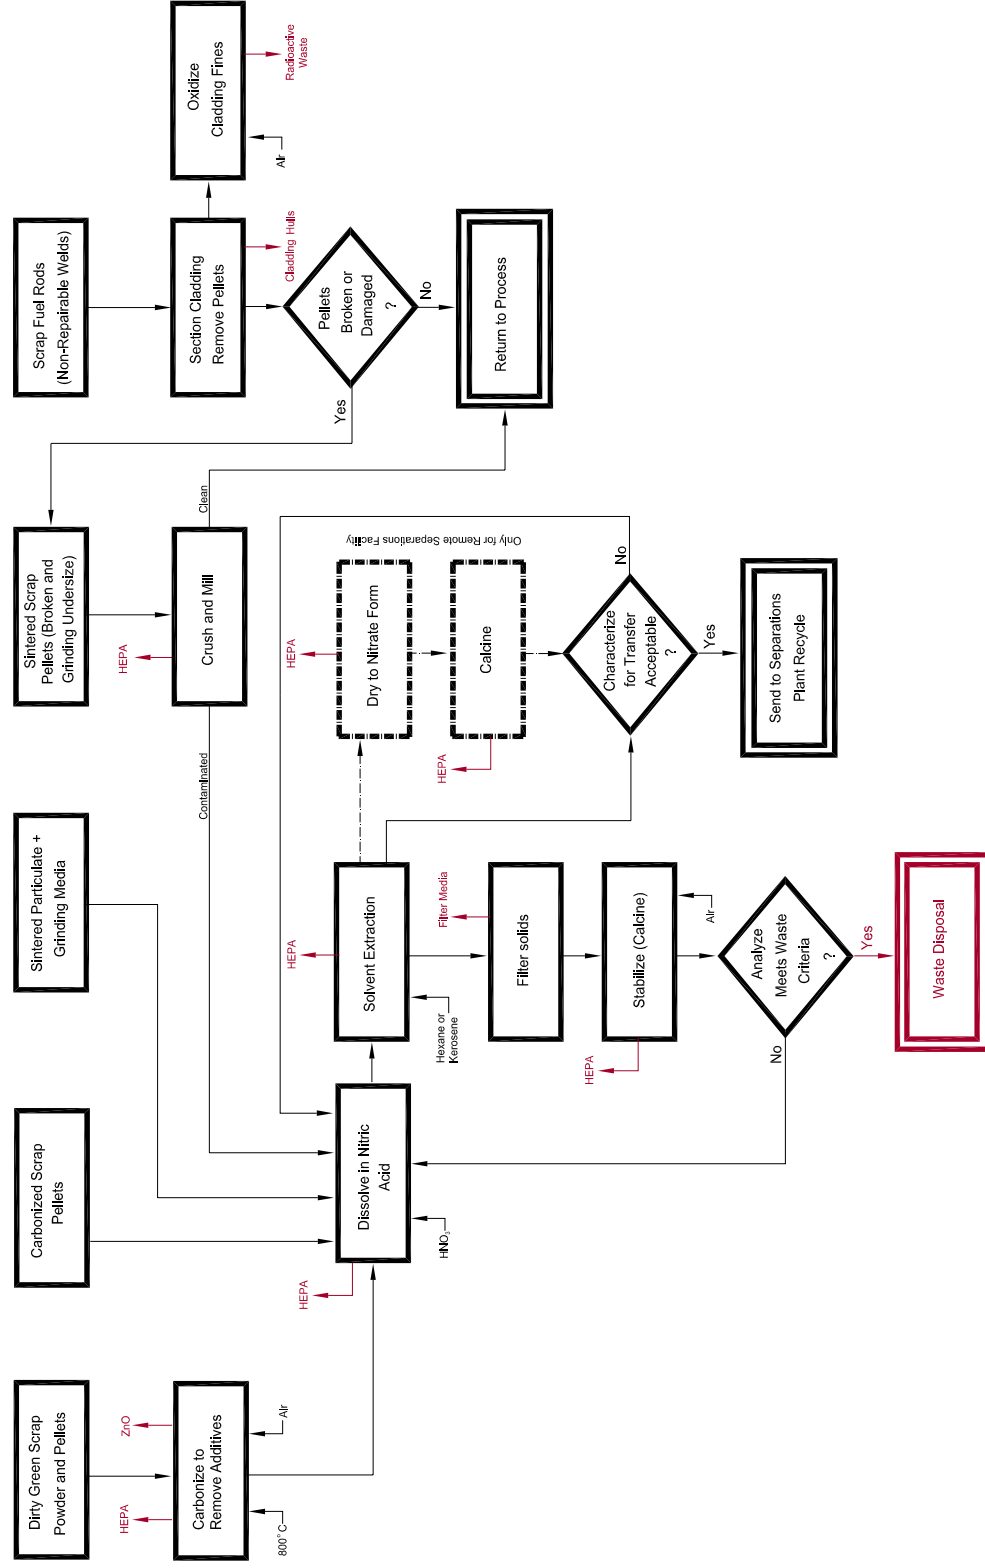 Dirty Green Scrap
Powder and Pellets
Carbonized Scrap
Pellets
Sintered Particulate +
Grinding Media
Sintered Scrap
Pellets (Broken and
Grinding Undersize)
Scrap Fuel Rods
(Non-Repairable Welds)
HEPA
ZnO
Carbonize to
Remove Additives
800°C
Air
Contaminated
HEPA
Crush and Mill
Clean
Section Cladding
Remove Pellets
Cladding Hulls
Oxidize
Cladding Fines
Air
Radioactive
Waste
HEPA
Dissolve in Nitric
Acid
HNO3
HEPA
Solvent Extraction
Hexane or
Kerosene
HEPA
Dry to Nitrate Form
Only for Remote Separations Facility
Yes
Pellets
Broken or
Damaged
?
No
Filter Media
Filter solids
HEPA
Calcine
Return to Process
HEPA
Stabilize (Calcine)
Air
Characterize
for Transfer
Acceptable
?
No
Yes
No
Analyze
Meets Waste
Criteria
?
Yes
Send to Separations
Plant Recycle
Waste Disposal